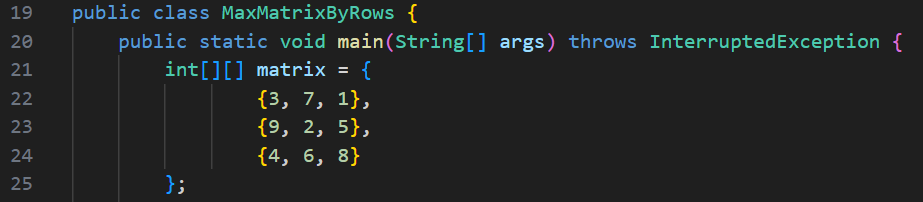 19 public class MaxMatrixByRows {
20     public static void main(String[] args) throws InterruptedException {
21         int[][] matrix = {
22                 {3, 7, 1},
23                 {9, 2, 5},
24                 {4, 6, 8}
25         };